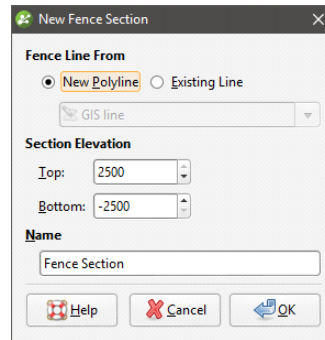 New Fence Section
Fence Line From
New Polyline Existing Line
GIS line
Section Elevation
Top: 2500
Bottom: -2500
Name
Fence Section
Help Cancel OK